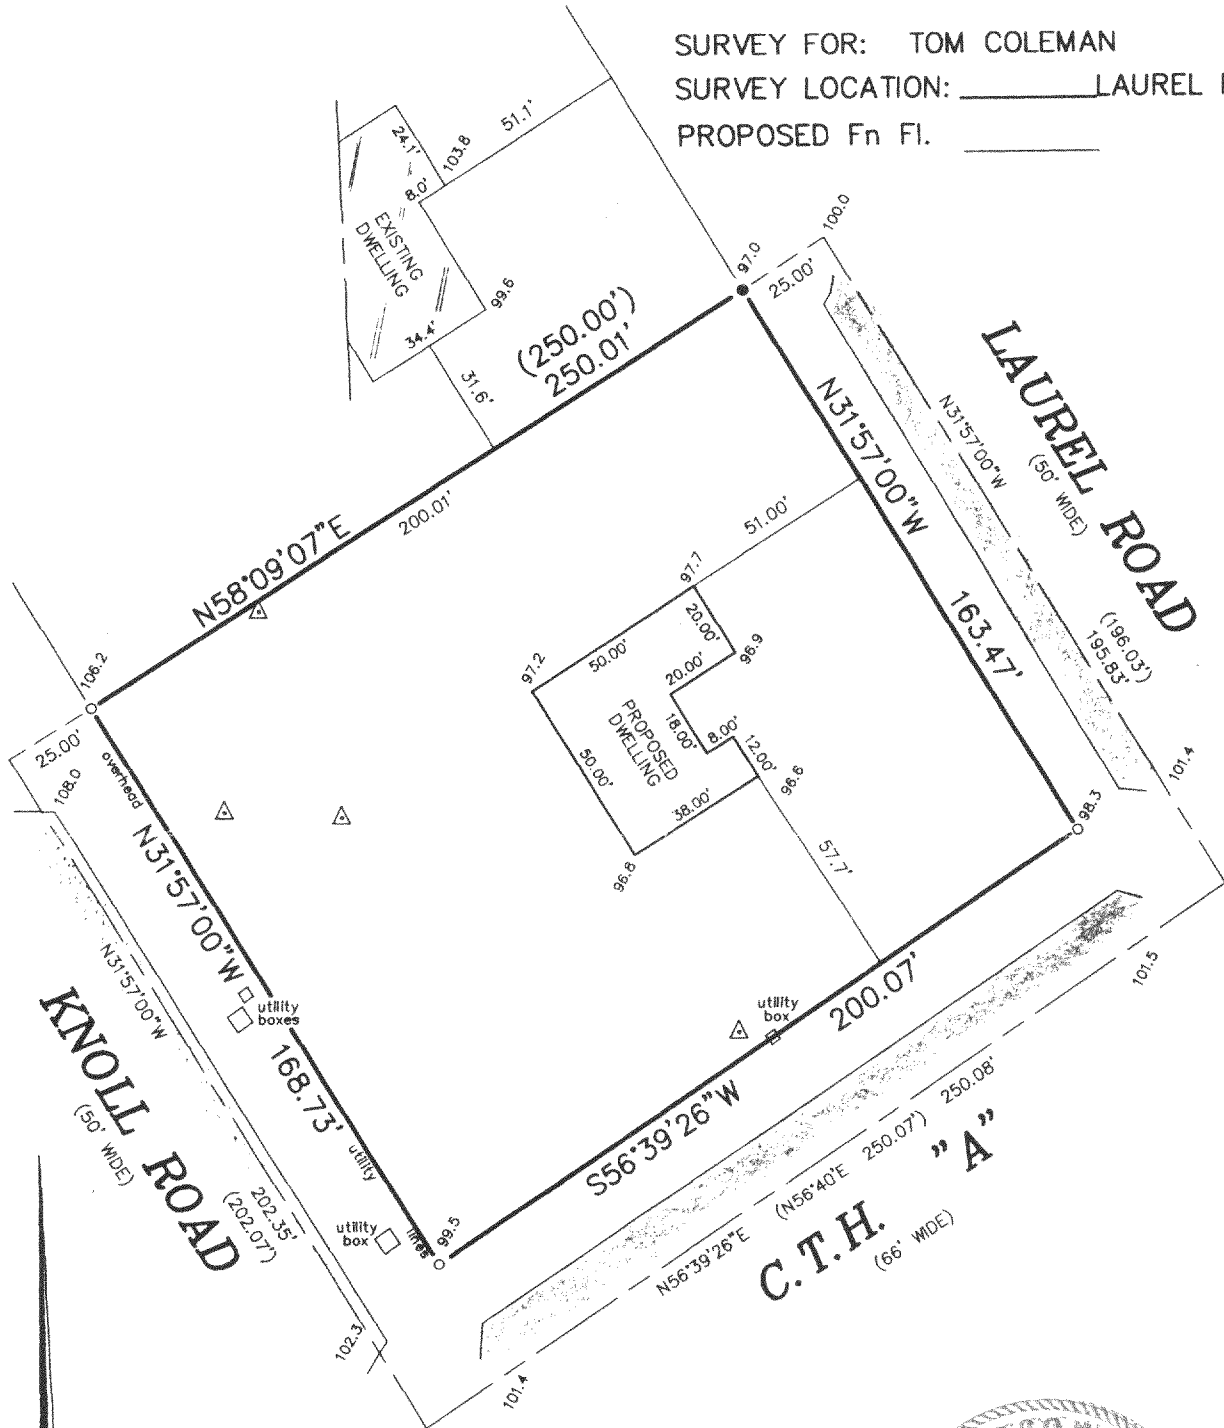 SURVEY FOR: TOM COLEMAN
SURVEY LOCATION: LAUREL
PROPOSED Fn Fl.
51.1'
24.1'
103.8
8.0'
EXISTING
DWELLING
99.6
34.4'
31.6'
(250.00')
250.01'
97.0
100.0
25.00'
LAUREL ROAD
(50' WIDE)
N31°57'00"W
(196.03')
195.83'
N31°57'00"W
163.47'
N58°09'07"E
200.01'
51.00'
97.7
20.00'
50.00'
97.2
96.9
20.00'
PROPOSED
DWELLING
18.00'
8.00'
12.00'
50.00'
38.00'
96.6
96.8
57.7'
106.2
25.00'
108.0
overhead
N31°57'00"W
168.73'
utility
lines
utility
boxes
N31°57'00"W
KNOLL ROAD
(50' WIDE)
202.35'
(202.07')
utility
box
99.5
102.3
101.4
98.3
101.4
101.5
utility
box
200.07'
S56°39'26"W
N56°39'26"E
250.08'
(N56°40'E 250.07')
C.T.H. "A"
(66' WIDE)